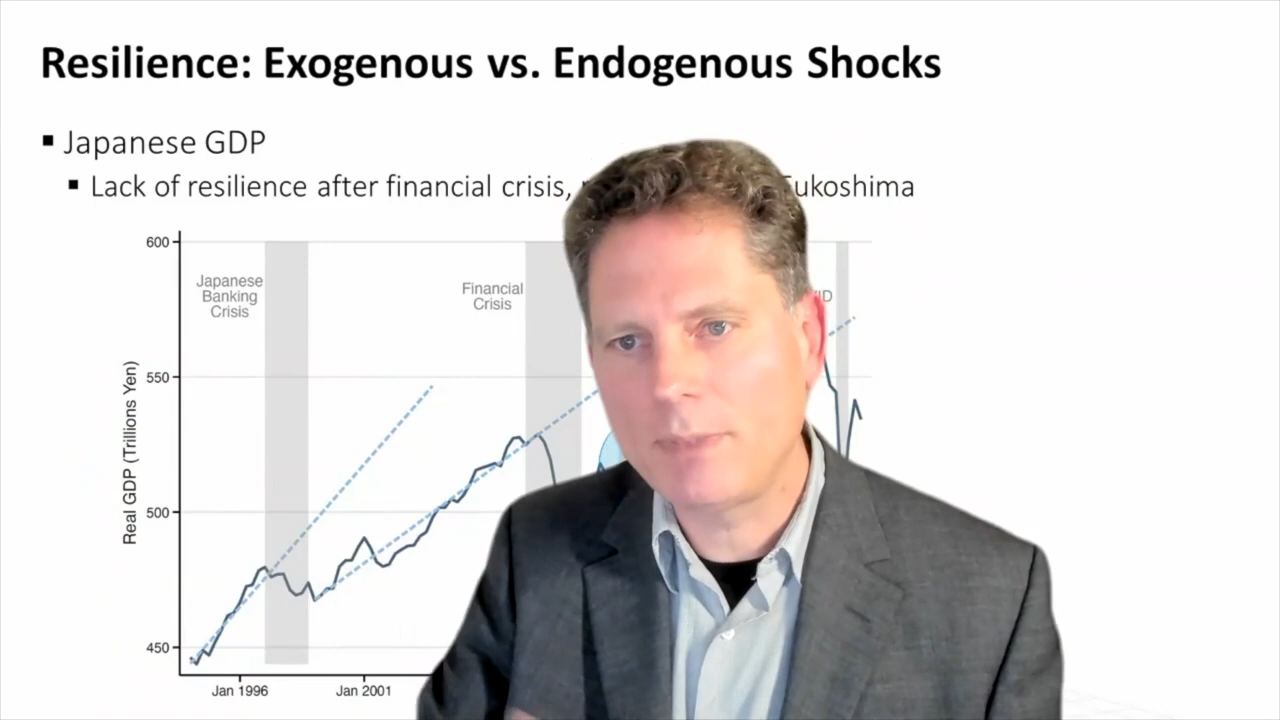 Resilience: Exogenous vs. Endogenous Shocks
▪ Japanese GDP
▪ Lack of resilience after financial crisis,
600
550
500
450
Real GDP (Trillions Yen)
Japanese
Banking
Crisis
Financial
Crisis
Jan 1996
Jan 2001